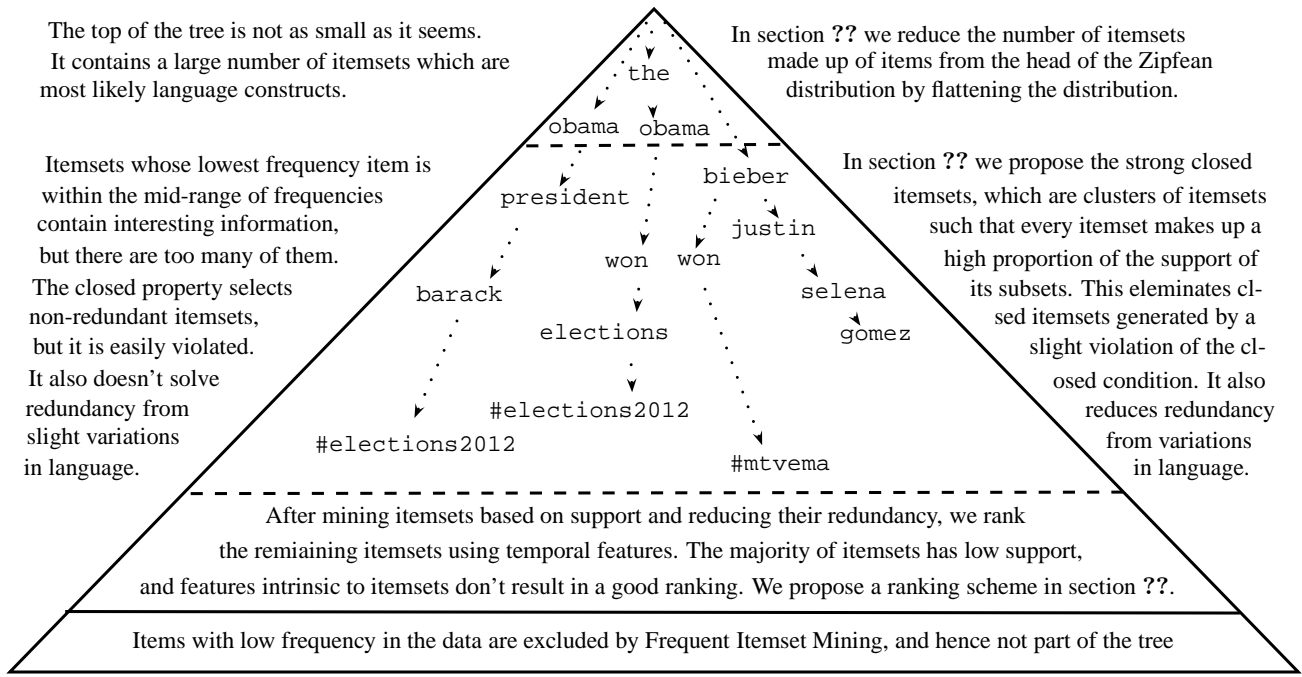 The top of the tree is not as small as it seems.
It contains a large number of itemsets which are
most likely language constructs.
In section ?? we reduce the number of itemsets
made up of items from the head of the Zipfean
distribution by flattening the distribution.
the
obama obama
Itemsets whose lowest frequency item is
within the mid-range of frequencies
contain interesting information,
but there are too many of them.
The closed property selects
non-redundant itemsets,
but it is easily violated.
It also doesn't solve
redundancy from
slight variations
in language.
bieber
president
justin
won won
barack
selena
elections
gomez
#elections2012
#elections2012
#mtvema
In section ?? we propose the strong closed
itemsets, which are clusters of itemsets
such that every itemset makes up a
high proportion of the support of
its subsets. This eleminates cl-
sed itemsets generated by a
slight violation of the cl-
osed condition. It also
reduces redundancy
from variations
in language.
After mining itemsets based on support and reducing their redundancy, we rank
the remiaining itemsets using temporal features. The majority of itemsets has low support,
and features intrinsic to itemsets don't result in a good ranking. We propose a ranking scheme in section ??.
Items with low frequency in the data are excluded by Frequent Itemset Mining, and hence not part of the tree